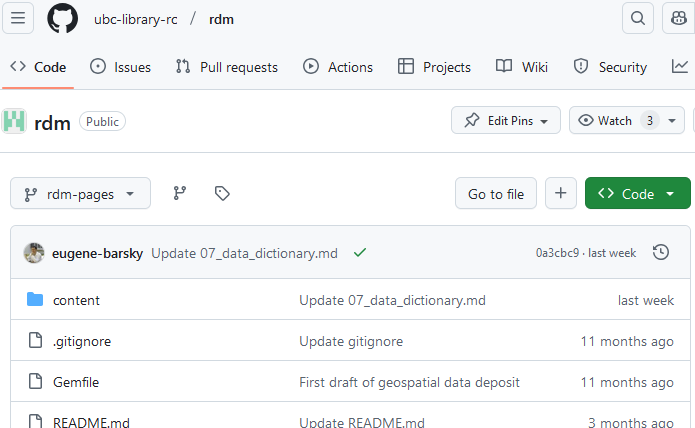 ubc-library-rc / rdm
Code Issues Pull requests Actions Projects Wiki Security
rdm Public Edit Pins Watch 3
rdm-pages Go to file Code
eugene-barsky Update 07_data_dictionary.md 0a3cbc9 · last week
content Update 07_data_dictionary.md last week
.gitignore Update gitignore 11 months ago
Gemfile First draft of geospatial data deposit 11 months ago
README.md Update README.md 3 months ago